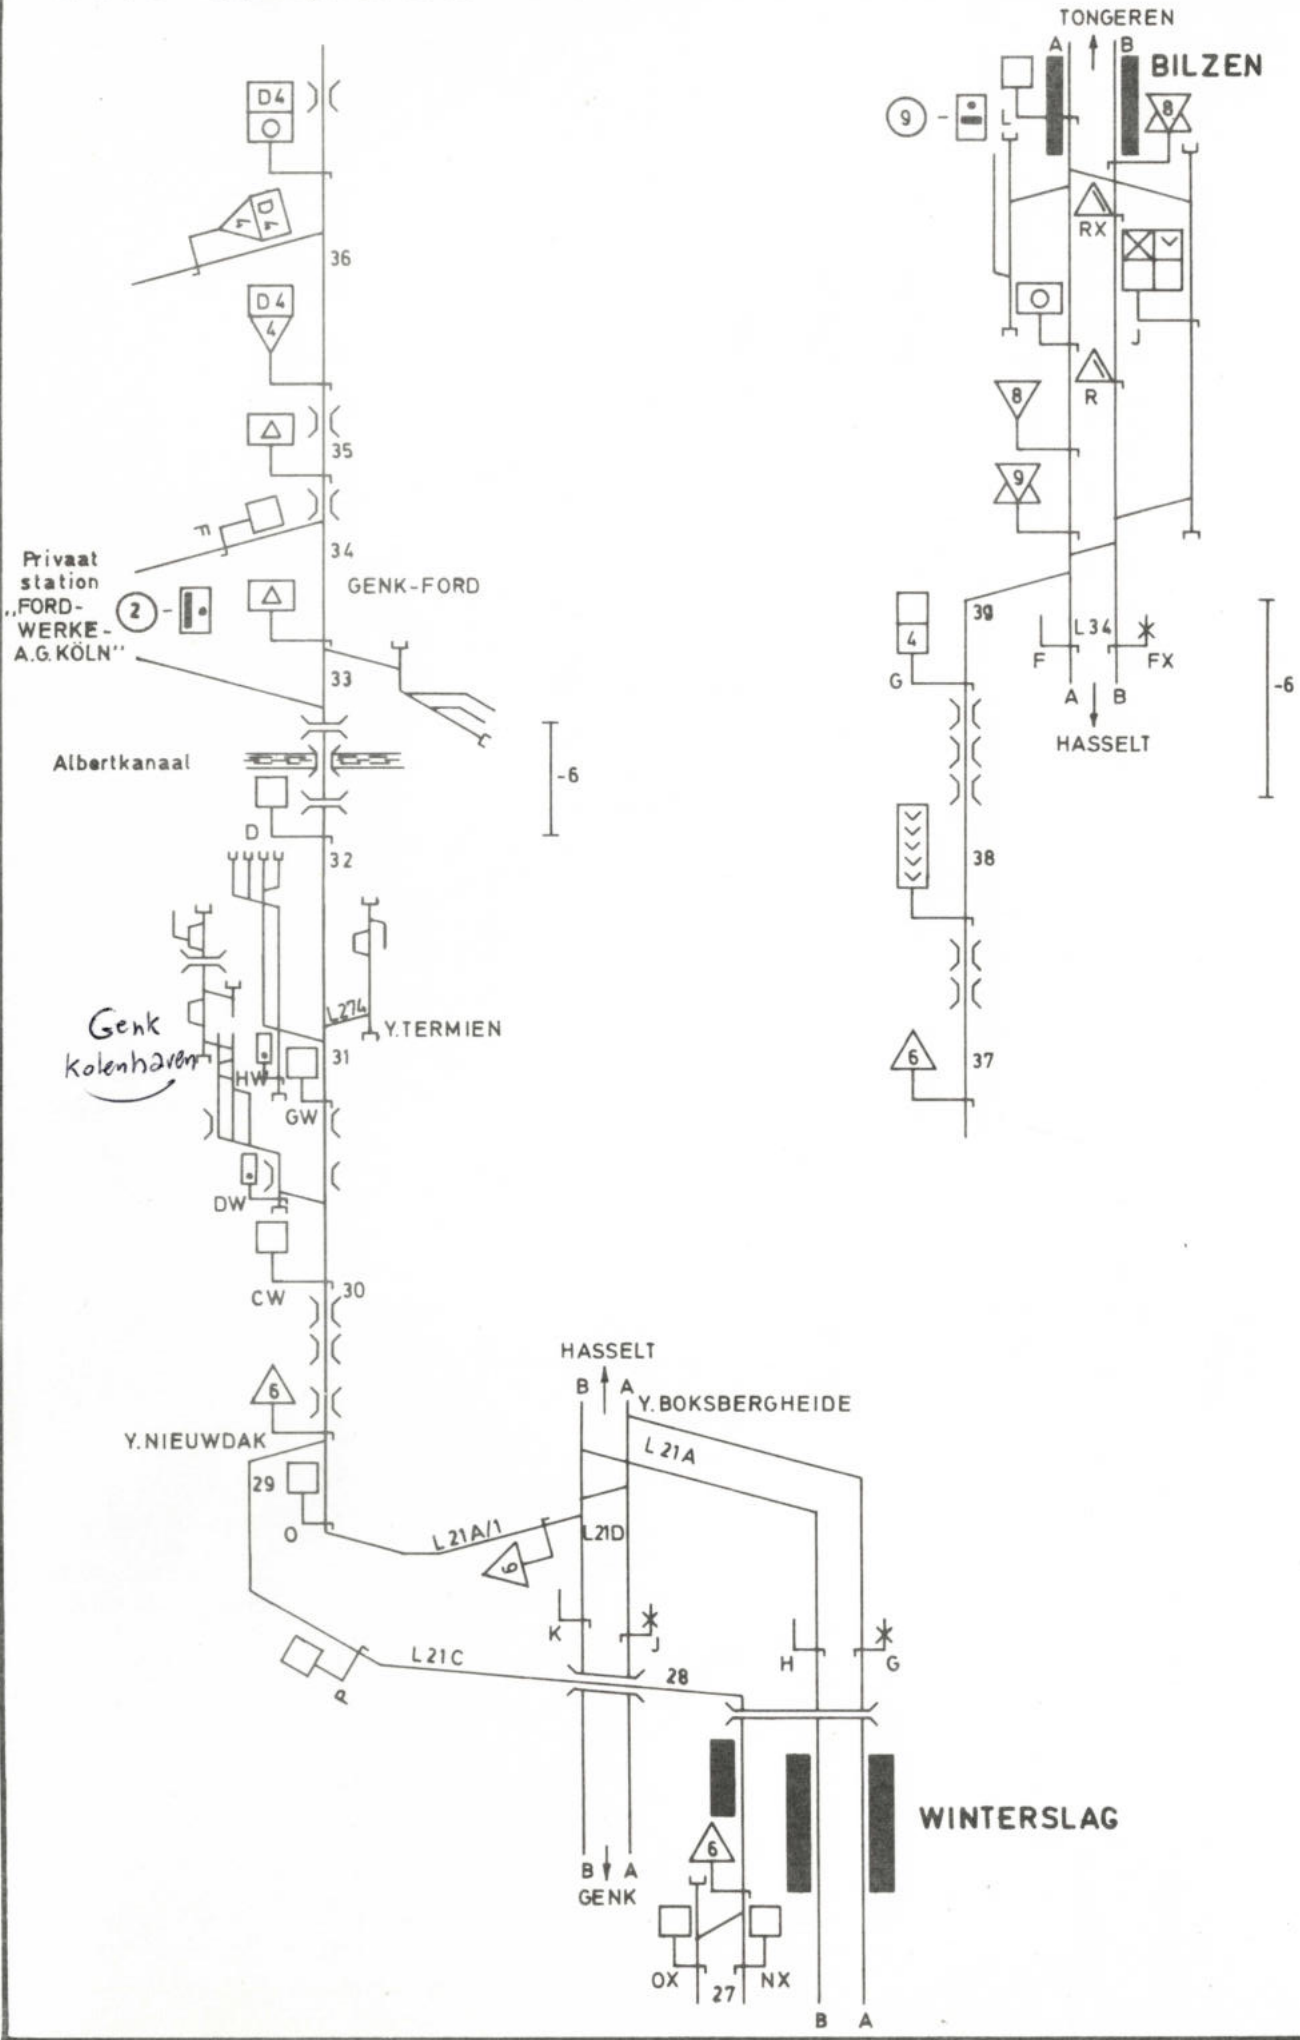 TONGEREN
A B
BILZEN
8
9
L
RX
J
8
R
9
39
L34
4
F
FX
G
A B
HASSELT
-6
38
6
37
D4
D4
4
36
D4
4
35
F
34
Privaat
station
„FORD-
WERKE-
A.G.KÖLN"
2
GENK-FORD
33
Albertkanaal
-6
D
32
L274
Y.TERMIEN
Genk
Kolenhaven
31
HW
GW
DW
CW
30
6
Y.NIEUWDAK
29
O
HASSELT
B A
Y.BOKSBERGHEIDE
L 21A
L 21A/1
L21D
6
K
J
H
G
L 21C
28
P
WINTERSLAG
6
B A
GENK
OX
27
NX
B A